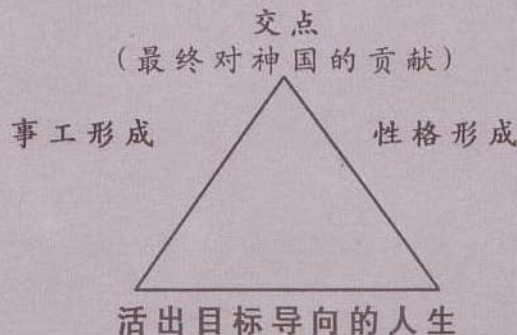 交点
(最终对神国的贡献)
事工形成
性格形成
活出目标导向的人生